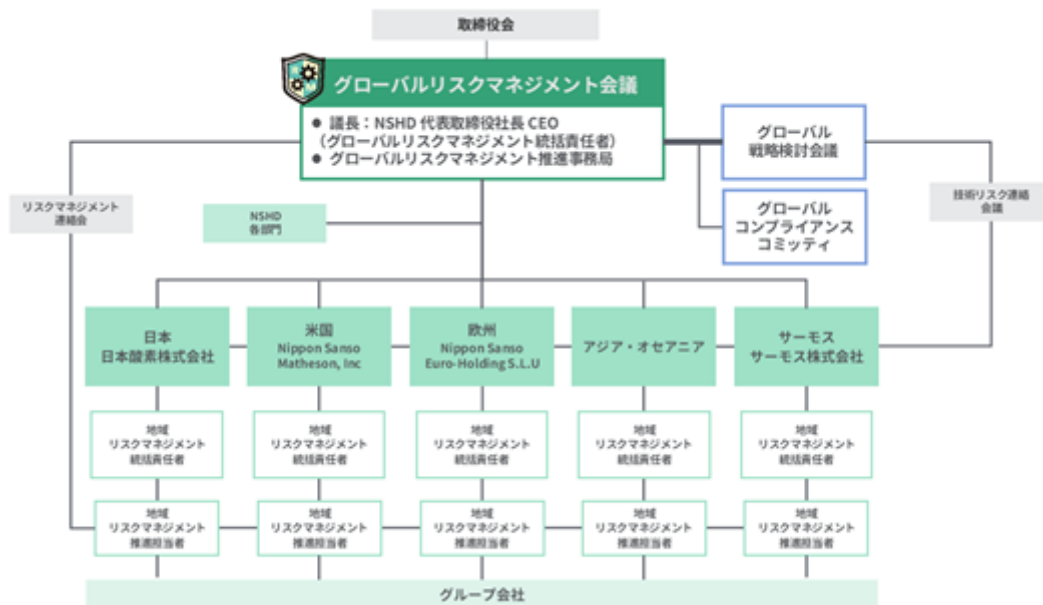 取締役会
グローバルリスクマネジメント会議
● 議長：NSHD 代表取締役社長 CEO
（グローバルリスクマネジメント統括責任者）
● グローバルリスクマネジメント推進事務局
グローバル
戦略検討会議
リスクマネジメント
連絡会
技術リスク連絡
会議
NSHD
各部門
グローバル
コンプライアンス
コミッティ
日本
日本酸素株式会社
米国
Nippon Sanso
Matheson, Inc
欧州
Nippon Sanso
Euro-Holding S.L.U
アジア・オセアニア
サーモス
サーモス株式会社
地域
リスクマネジメント
統括責任者
地域
リスクマネジメント
統括責任者
地域
リスクマネジメント
統括責任者
地域
リスクマネジメント
統括責任者
地域
リスクマネジメント
統括責任者
地域
リスクマネジメント
推進担当者
地域
リスクマネジメント
推進担当者
地域
リスクマネジメント
推進担当者
地域
リスクマネジメント
推進担当者
地域
リスクマネジメント
推進担当者
グループ会社